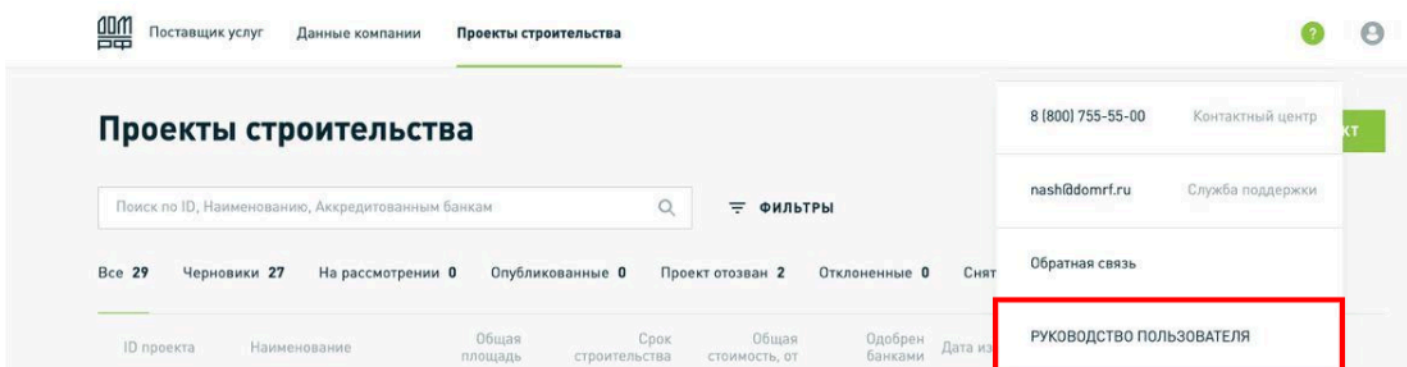 ДОМ РФ Поставщик услуг Данные компании Проекты строительства ?
Проекты строительства
8 (800) 755-55-00 Контактный центр
КТ
Поиск по ID, Наименованию, Аккредитованным банкам
ФИЛЬТРЫ
nash@domrf.ru Служба поддержки
Все 29 Черновики 27 На рассмотрении 0 Опубликованные 0 Проект отозван 2 Отклоненные 0 Снят
Обратная связь
РУКОВОДСТВО ПОЛЬЗОВАТЕЛЯ
ID проекта Наименование Общая площадь Срок строительства Общая стоимость, от Одобрен банками Дата из